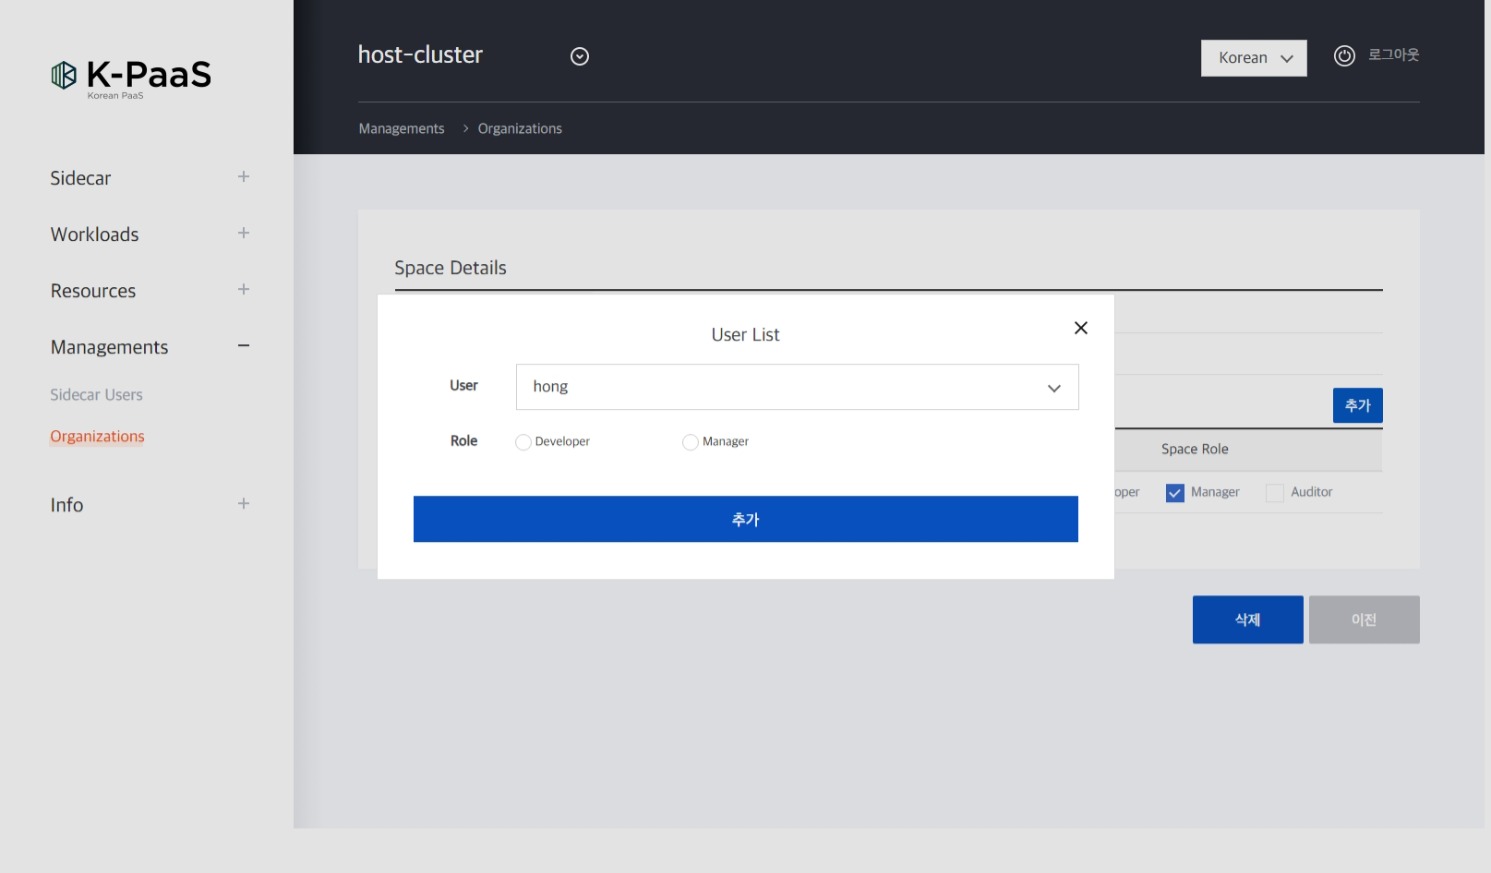 K-PaaS
Korean PaaS
host-cluster
Korean
로그아웃
Managements > Organizations
Sidecar
Workloads
Resources
Managements
Sidecar Users
Organizations
Info
Space Details
User List
User hong
Role Developer Manager
추가
추가
Space Role
oper Manager Auditor
삭제
이전